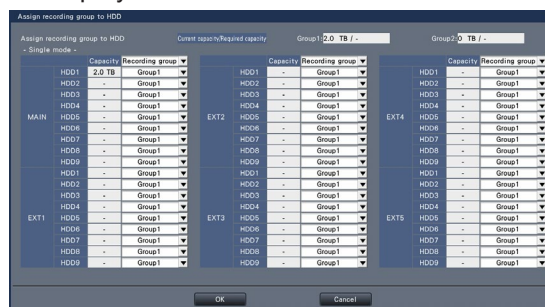 Assign recording group to HDD
Assign recording group to HDD Current capacity/Required capacity Group1: 2.0 TB / - Group2: 0 TB / -
- Single mode -
Capacity Recording group Capacity Recording group Capacity Recording group
HDD1 2.0 TB Group1 HDD1 - Group1 HDD1 - Group1
HDD2 - Group1 HDD2 - Group1 HDD2 - Group1
HDD3 - Group1 HDD3 - Group1 HDD3 - Group1
HDD4 - Group1 HDD4 - Group1 HDD4 - Group1
MAIN HDD5 - Group1 EXT2 HDD5 - Group1 EXT4 HDD5 - Group1
HDD6 - Group1 HDD6 - Group1 HDD6 - Group1
HDD7 - Group1 HDD7 - Group1 HDD7 - Group1
HDD8 - Group1 HDD8 - Group1 HDD8 - Group1
HDD9 - Group1 HDD9 - Group1 HDD9 - Group1
HDD1 - Group1 HDD1 - Group1 HDD1 - Group1
HDD2 - Group1 HDD2 - Group1 HDD2 - Group1
HDD3 - Group1 HDD3 - Group1 HDD3 - Group1
HDD4 - Group1 HDD4 - Group1 HDD4 - Group1
EXT1 HDD5 - Group1 EXT3 HDD5 - Group1 EXT5 HDD5 - Group1
HDD6 - Group1 HDD6 - Group1 HDD6 - Group1
HDD7 - Group1 HDD7 - Group1 HDD7 - Group1
HDD8 - Group1 HDD8 - Group1 HDD8 - Group1
HDD9 - Group1 HDD9 - Group1 HDD9 - Group1
OK Cancel